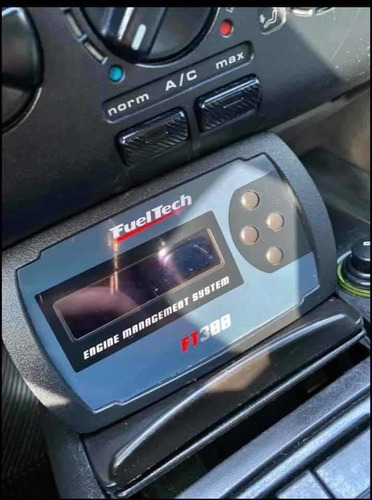 norm A/C max
FuelTech
ENGINE MANAGEMENT SYSTEM
FT300